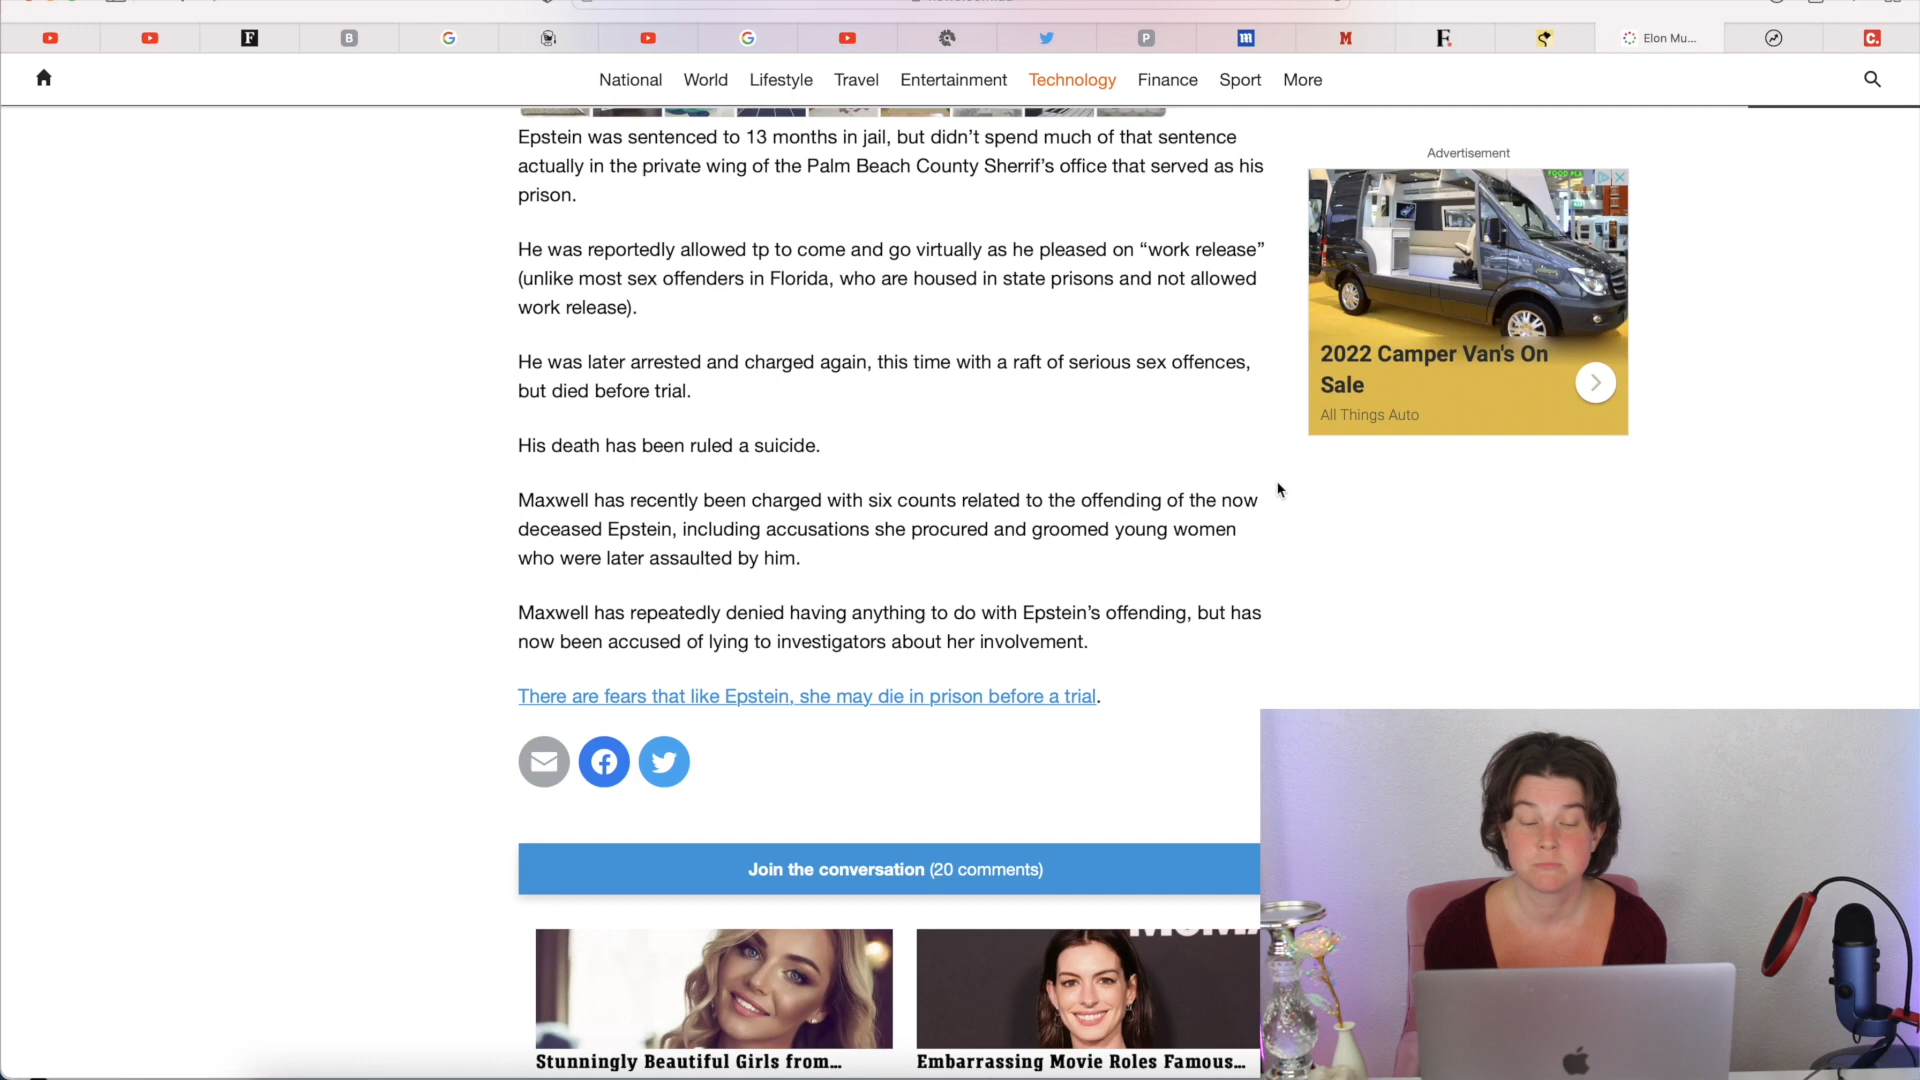 Elon Mu...
National World Lifestyle Travel Entertainment Technology Finance Sport More
Epstein was sentenced to 13 months in jail, but didn’t spend much of that sentence
actually in the private wing of the Palm Beach County Sherrif’s office that served as his
prison.
He was reportedly allowed tp to come and go virtually as he pleased on “work release”
(unlike most sex offenders in Florida, who are housed in state prisons and not allowed
work release).
He was later arrested and charged again, this time with a raft of serious sex offences,
but died before trial.
His death has been ruled a suicide.
Maxwell has recently been charged with six counts related to the offending of the now
deceased Epstein, including accusations she procured and groomed young women
who were later assaulted by him.
Maxwell has repeatedly denied having anything to do with Epstein’s offending, but has
now been accused of lying to investigators about her involvement.
There are fears that like Epstein, she may die in prison before a trial.
Join the conversation (20 comments)
Stunningly Beautiful Girls from...
Embarrassing Movie Roles Famous...
Advertisement
2022 Camper Van's On
Sale
All Things Auto